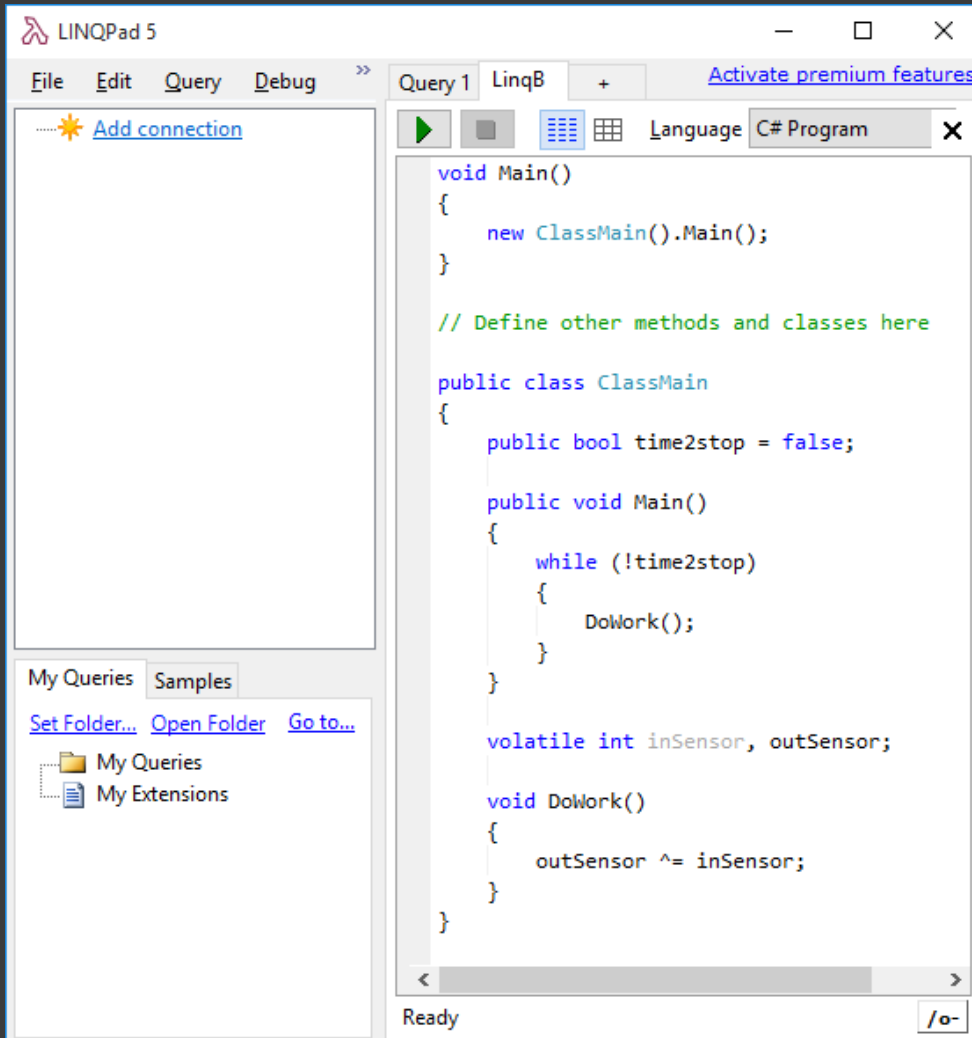 LINQPad 5
File Edit Query Debug »
Query 1 LinqB + Activate premium features
Add connection
Language C# Program
void Main()
{
    new ClassMain().Main();
}
// Define other methods and classes here
public class ClassMain
{
    public bool time2stop = false;
    public void Main()
    {
        while (!time2stop)
        {
            DoWork();
        }
    }
    volatile int inSensor, outSensor;
    void DoWork()
    {
        outSensor ^= inSensor;
    }
}
My Queries Samples
Set Folder... Open Folder Go to...
My Queries
My Extensions
Ready /o-